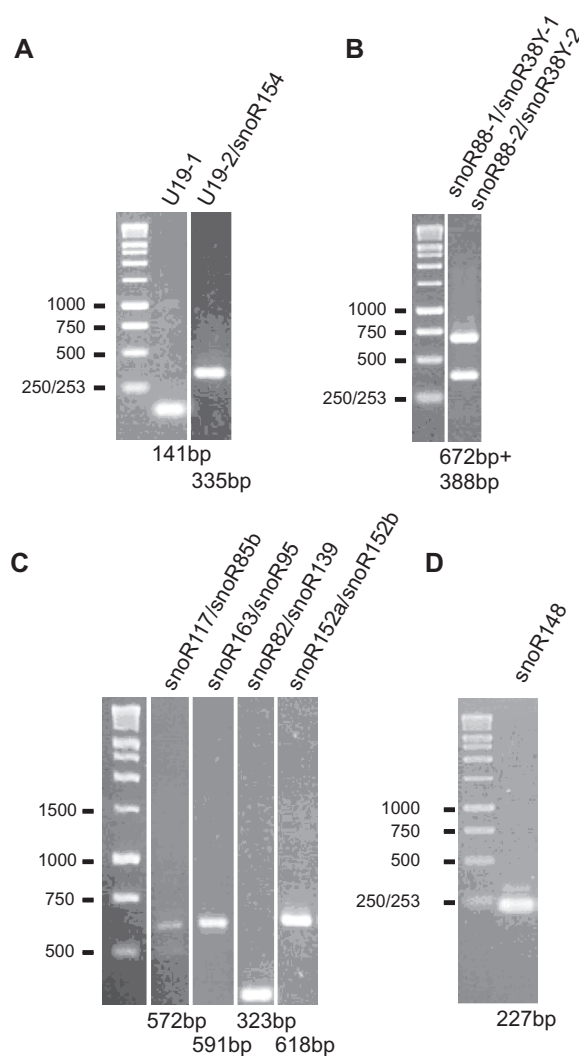 A
U19-1
U19-2/snoR154
1000
750
500
250/253
141bp
335bp
B
snoR88-1/snoR38Y-1
snoR88-2/snoR38Y-2
1000
750
500
250/253
672bp+
388bp
C
snoR117/snoR85b
snoR163/snoR95
snoR82/snoR139
snoR152a/snoR152b
1500
1000
750
500
572bp
591bp
323bp
618bp
D
snoR148
1000
750
500
250/253
227bp